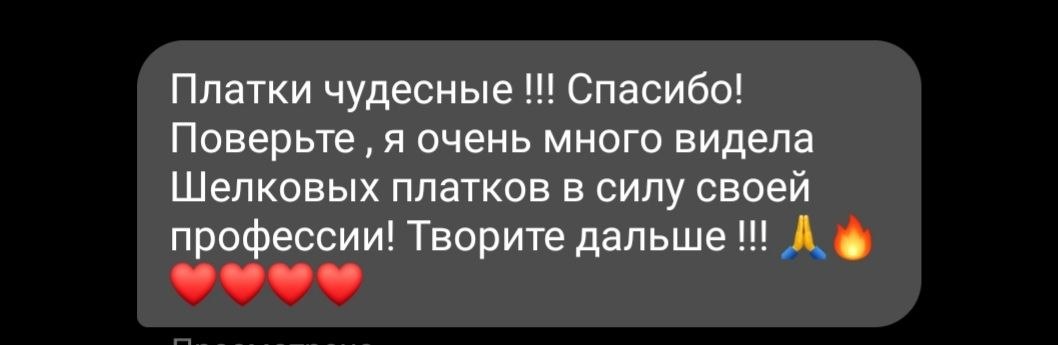 Платки чудесные !!! Спасибо!
Поверьте , я очень много видела
Шелковых платков в силу своей
профессии! Творите дальше !!! 🙏🔥
❤️❤️❤️❤️